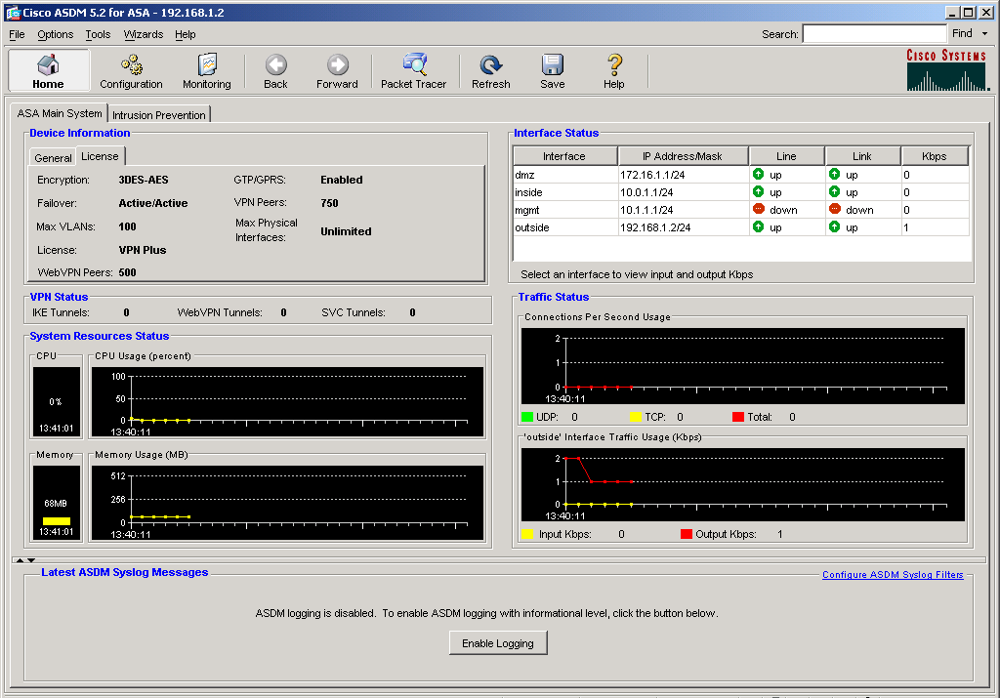 Cisco ASDM 5.2 for ASA - 192.168.1.2
File Options Tools Wizards Help Search: Find
Home Configuration Monitoring Back Forward Packet Tracer Refresh Save Help
CISCO SYSTEMS
ASA Main System Intrusion Prevention
Device Information
General License
Encryption: 3DES-AES GTP/GPRS: Enabled
Failover: Active/Active VPN Peers: 750
Max VLANs: 100 Max Physical Interfaces: Unlimited
License: VPN Plus
WebVPN Peers: 500
Interface Status
Interface IP Address/Mask Line Link Kbps
dmz 172.16.1.1/24 up up 0
inside 10.0.1.1/24 up up 0
mgmt 10.1.1.1/24 down down 0
outside 192.168.1.2/24 up up 1
Select an interface to view input and output Kbps
VPN Status
IKE Tunnels: 0 WebVPN Tunnels: 0 SVC Tunnels: 0
System Resources Status
CPU
0%
13:41:01
CPU Usage (percent)
100
50
0
13:40:11
Memory
68MB
13:41:01
Memory Usage (MB)
512
256
0
13:40:11
Traffic Status
Connections Per Second Usage
2
1
0
13:40:11
UDP: 0 TCP: 0 Total: 0
'outside' Interface Traffic Usage (Kbps)
2
1
0
13:40:11
Input Kbps: 0 Output Kbps: 1
Latest ASDM Syslog Messages
Configure ASDM Syslog Filters
ASDM logging is disabled. To enable ASDM logging with informational level, click the button below.
Enable Logging